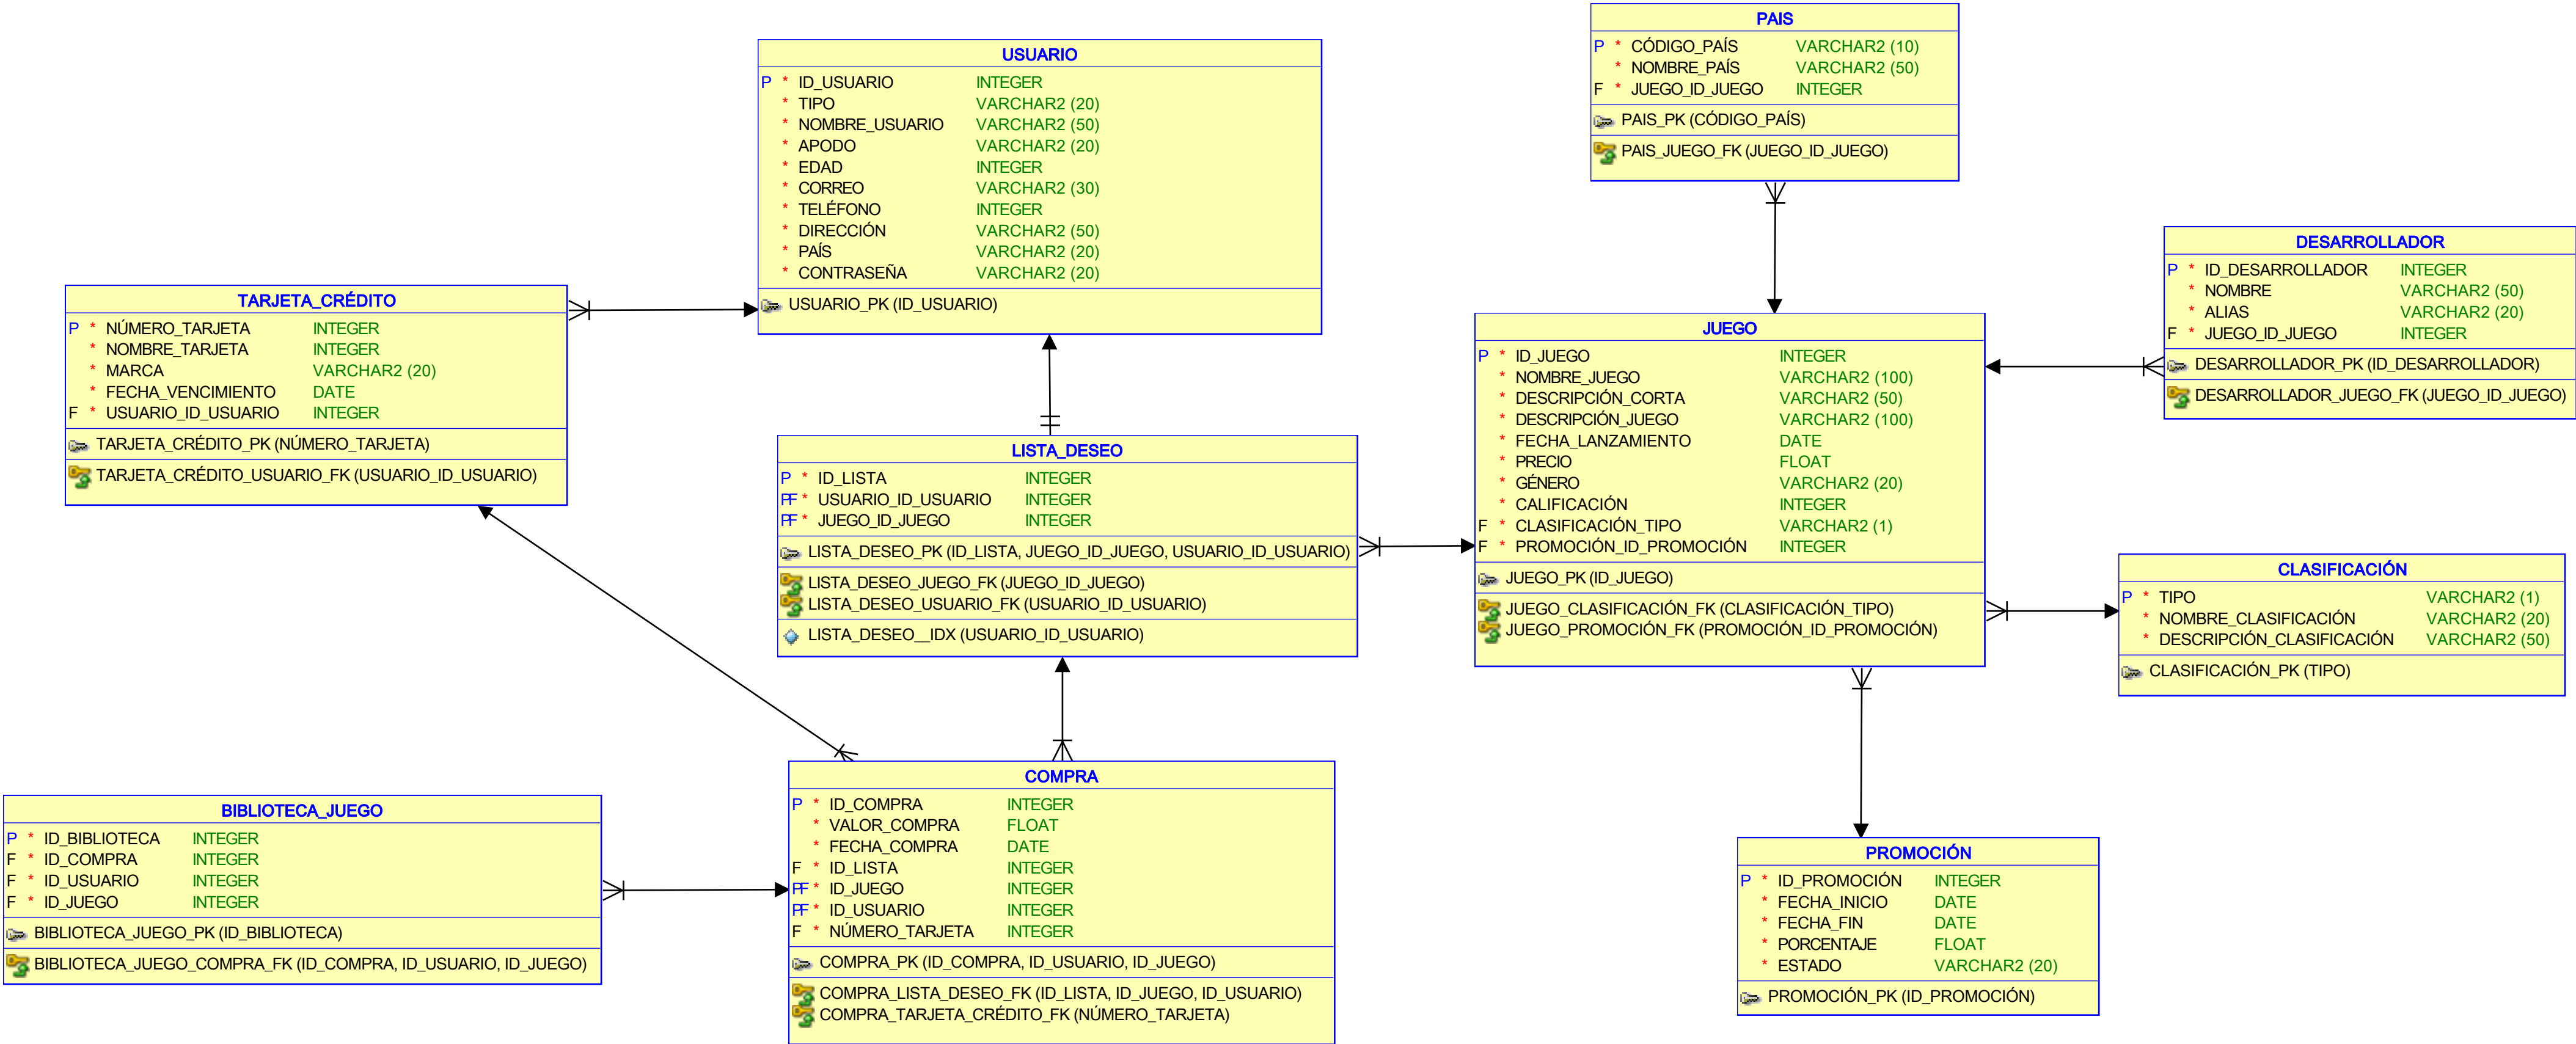 PAIS
P * CÓDIGO_PAÍS VARCHAR2 (10)
* NOMBRE_PAÍS VARCHAR2 (50)
F * JUEGO_ID_JUEGO INTEGER
PAIS_PK (CÓDIGO_PAÍS)
PAIS_JUEGO_FK (JUEGO_ID_JUEGO)
USUARIO
P * ID_USUARIO INTEGER
* TIPO VARCHAR2 (20)
* NOMBRE_USUARIO VARCHAR2 (50)
* APODO VARCHAR2 (20)
* EDAD INTEGER
* CORREO VARCHAR2 (30)
* TELÉFONO INTEGER
* DIRECCIÓN VARCHAR2 (50)
* PAÍS VARCHAR2 (20)
* CONTRASEÑA VARCHAR2 (20)
USUARIO_PK (ID_USUARIO)
DESARROLLADOR
P * ID_DESARROLLADOR INTEGER
* NOMBRE VARCHAR2 (50)
* ALIAS VARCHAR2 (20)
F * JUEGO_ID_JUEGO INTEGER
DESARROLLADOR_PK (ID_DESARROLLADOR)
DESARROLLADOR_JUEGO_FK (JUEGO_ID_JUEGO)
TARJETA_CRÉDITO
P * NÚMERO_TARJETA INTEGER
* NOMBRE_TARJETA INTEGER
* MARCA VARCHAR2 (20)
* FECHA_VENCIMIENTO DATE
F * USUARIO_ID_USUARIO INTEGER
TARJETA_CRÉDITO_PK (NÚMERO_TARJETA)
TARJETA_CRÉDITO_USUARIO_FK (USUARIO_ID_USUARIO)
JUEGO
P * ID_JUEGO INTEGER
* NOMBRE_JUEGO VARCHAR2 (100)
* DESCRIPCIÓN_CORTA VARCHAR2 (50)
* DESCRIPCIÓN_JUEGO VARCHAR2 (100)
* FECHA_LANZAMIENTO DATE
* PRECIO FLOAT
* GÉNERO VARCHAR2 (20)
* CALIFICACIÓN INTEGER
F * CLASIFICACIÓN_TIPO VARCHAR2 (1)
F * PROMOCIÓN_ID_PROMOCIÓN INTEGER
JUEGO_PK (ID_JUEGO)
JUEGO_CLASIFICACIÓN_FK (CLASIFICACIÓN_TIPO)
JUEGO_PROMOCIÓN_FK (PROMOCIÓN_ID_PROMOCIÓN)
LISTA_DESEO
P * ID_LISTA INTEGER
PF * USUARIO_ID_USUARIO INTEGER
PF * JUEGO_ID_JUEGO INTEGER
LISTA_DESEO_PK (ID_LISTA, JUEGO_ID_JUEGO, USUARIO_ID_USUARIO)
LISTA_DESEO_JUEGO_FK (JUEGO_ID_JUEGO)
LISTA_DESEO_USUARIO_FK (USUARIO_ID_USUARIO)
LISTA_DESEO__IDX (USUARIO_ID_USUARIO)
CLASIFICACIÓN
P * TIPO VARCHAR2 (1)
* NOMBRE_CLASIFICACIÓN VARCHAR2 (20)
* DESCRIPCIÓN_CLASIFICACIÓN VARCHAR2 (50)
CLASIFICACIÓN_PK (TIPO)
COMPRA
P * ID_COMPRA INTEGER
* VALOR_COMPRA FLOAT
* FECHA_COMPRA DATE
F * ID_LISTA INTEGER
PF * ID_JUEGO INTEGER
PF * ID_USUARIO INTEGER
F * NÚMERO_TARJETA INTEGER
COMPRA_PK (ID_COMPRA, ID_USUARIO, ID_JUEGO)
COMPRA_LISTA_DESEO_FK (ID_LISTA, ID_JUEGO, ID_USUARIO)
COMPRA_TARJETA_CRÉDITO_FK (NÚMERO_TARJETA)
BIBLIOTECA_JUEGO
P * ID_BIBLIOTECA INTEGER
F * ID_COMPRA INTEGER
F * ID_USUARIO INTEGER
F * ID_JUEGO INTEGER
BIBLIOTECA_JUEGO_PK (ID_BIBLIOTECA)
BIBLIOTECA_JUEGO_COMPRA_FK (ID_COMPRA, ID_USUARIO, ID_JUEGO)
PROMOCIÓN
P * ID_PROMOCIÓN INTEGER
* FECHA_INICIO DATE
* FECHA_FIN DATE
* PORCENTAJE FLOAT
* ESTADO VARCHAR2 (20)
PROMOCIÓN_PK (ID_PROMOCIÓN)